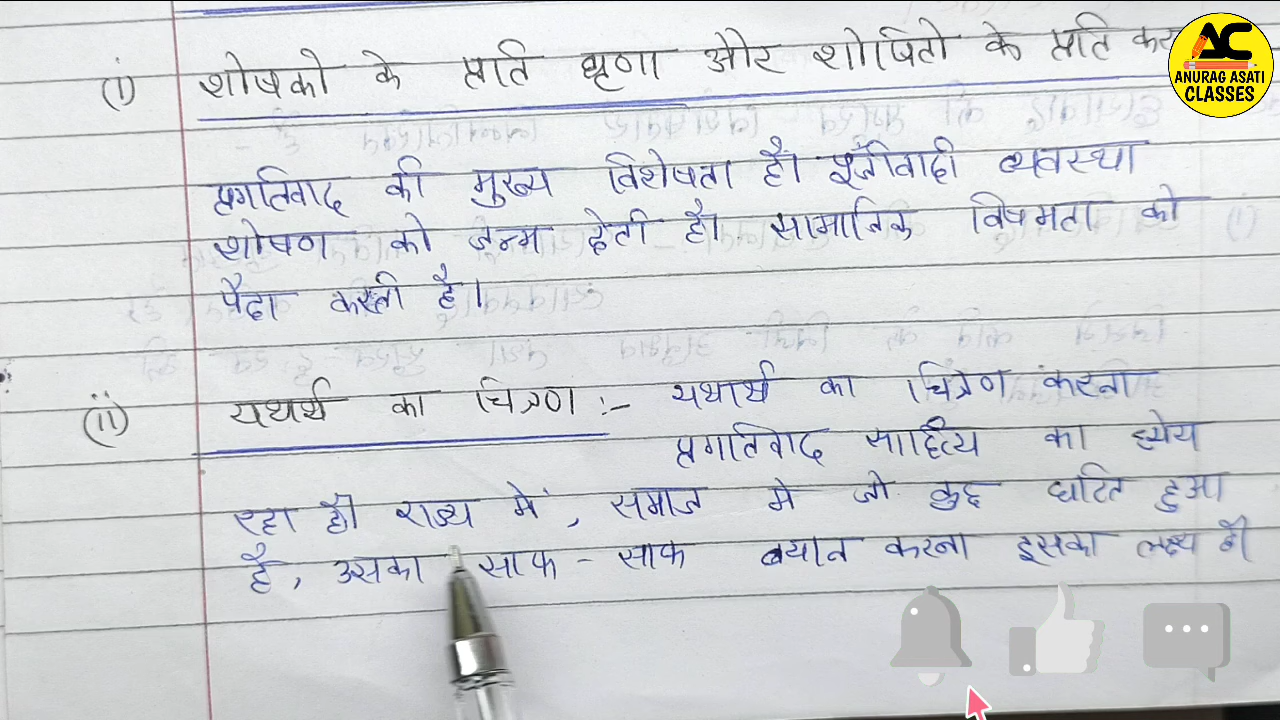 (i) शोषको के प्रति घृणा और शोषितो के प्रति
AC
ANURAG ASATI
CLASSES
प्रगतिवाद की मुख्य विशेषता है। पूंजीवादी व्यवस्था
शोषण को जन्म देती है। सामाजिक विषमता को
पैदा करती है।
(ii) यथार्थ का चित्रण :- यथार्थ का चित्रण करना
प्रगतिवाद साहित्य का ध्येय
रहा है। राज्य में, समाज मे जो कुछ घटित हुआ
है, उसका साफ - साफ बयान करना इसका लक्ष्य